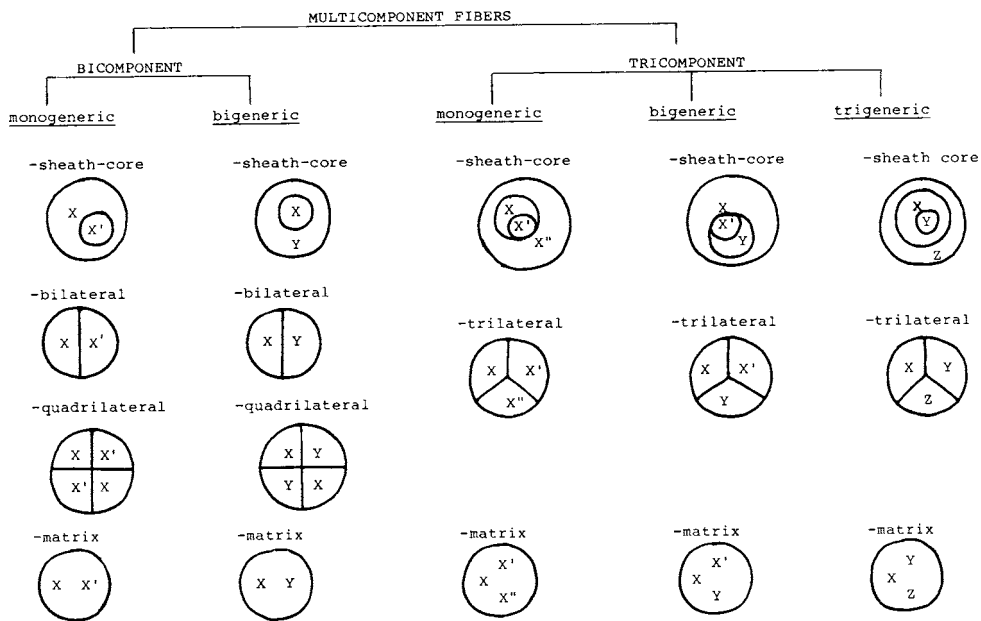 MULTICOMPONENT FIBERS
BICOMPONENT
TRICOMPONENT
monogeneric
bigeneric
monogeneric
bigeneric
trigeneric
-sheath-core
-sheath-core
-sheath-core
-sheath-core
-sheath core
X
X'
X
Y
X
X'
X"
X
X'
Y
X
Y
Z
-bilateral
-bilateral
-trilateral
-trilateral
-trilateral
X X'
X Y
X X'
X"
X X'
Y
X Y
Z
-quadrilateral
-quadrilateral
X X'
X' X
X Y
Y X
-matrix
-matrix
-matrix
-matrix
-matrix
X X'
X Y
X'
X
X"
X'
X
Y
Y
X
Z